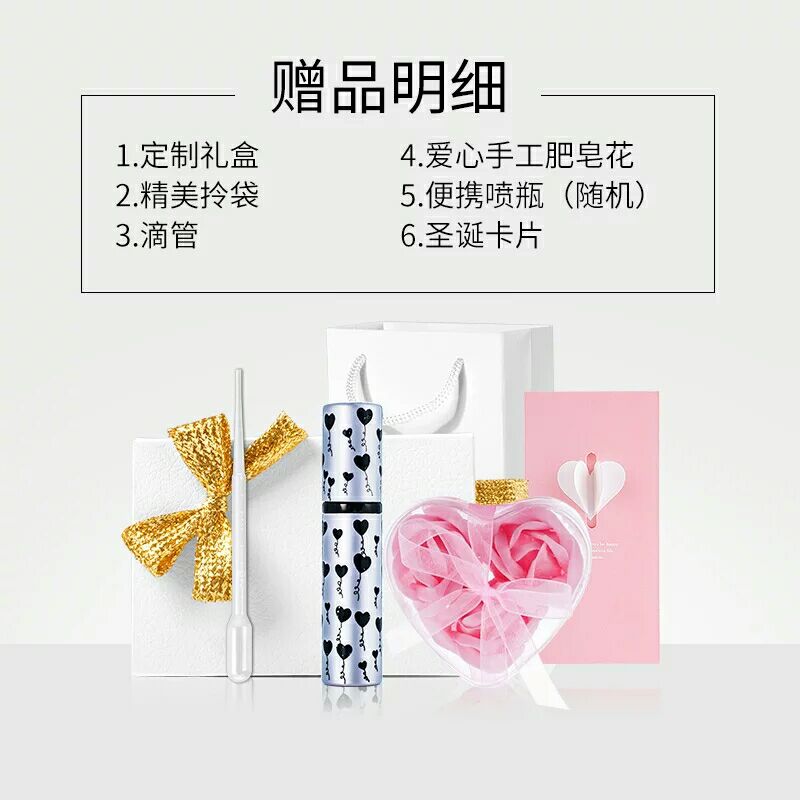 赠品明细
1.定制礼盒
2.精美拎袋
3.滴管
4.爱心手工肥皂花
5.便携喷瓶（随机）
6.圣诞卡片